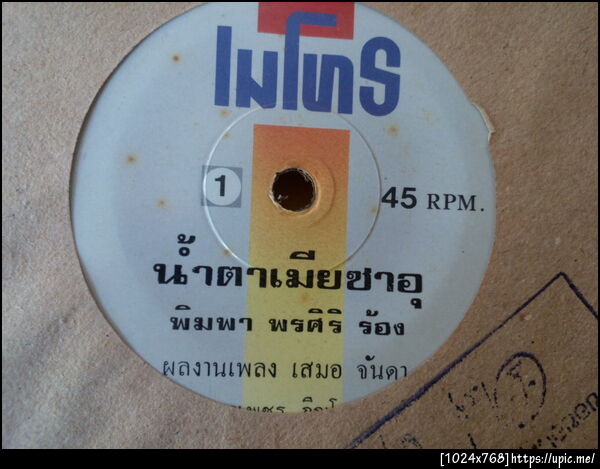 เมโทร
1
45 RPM.
น้ำตาเมียซาอุ
พิมพา พรศิริ ร้อง
ผลงานเพลง เสมอ จันดา
[1024x768]https://upic.me/